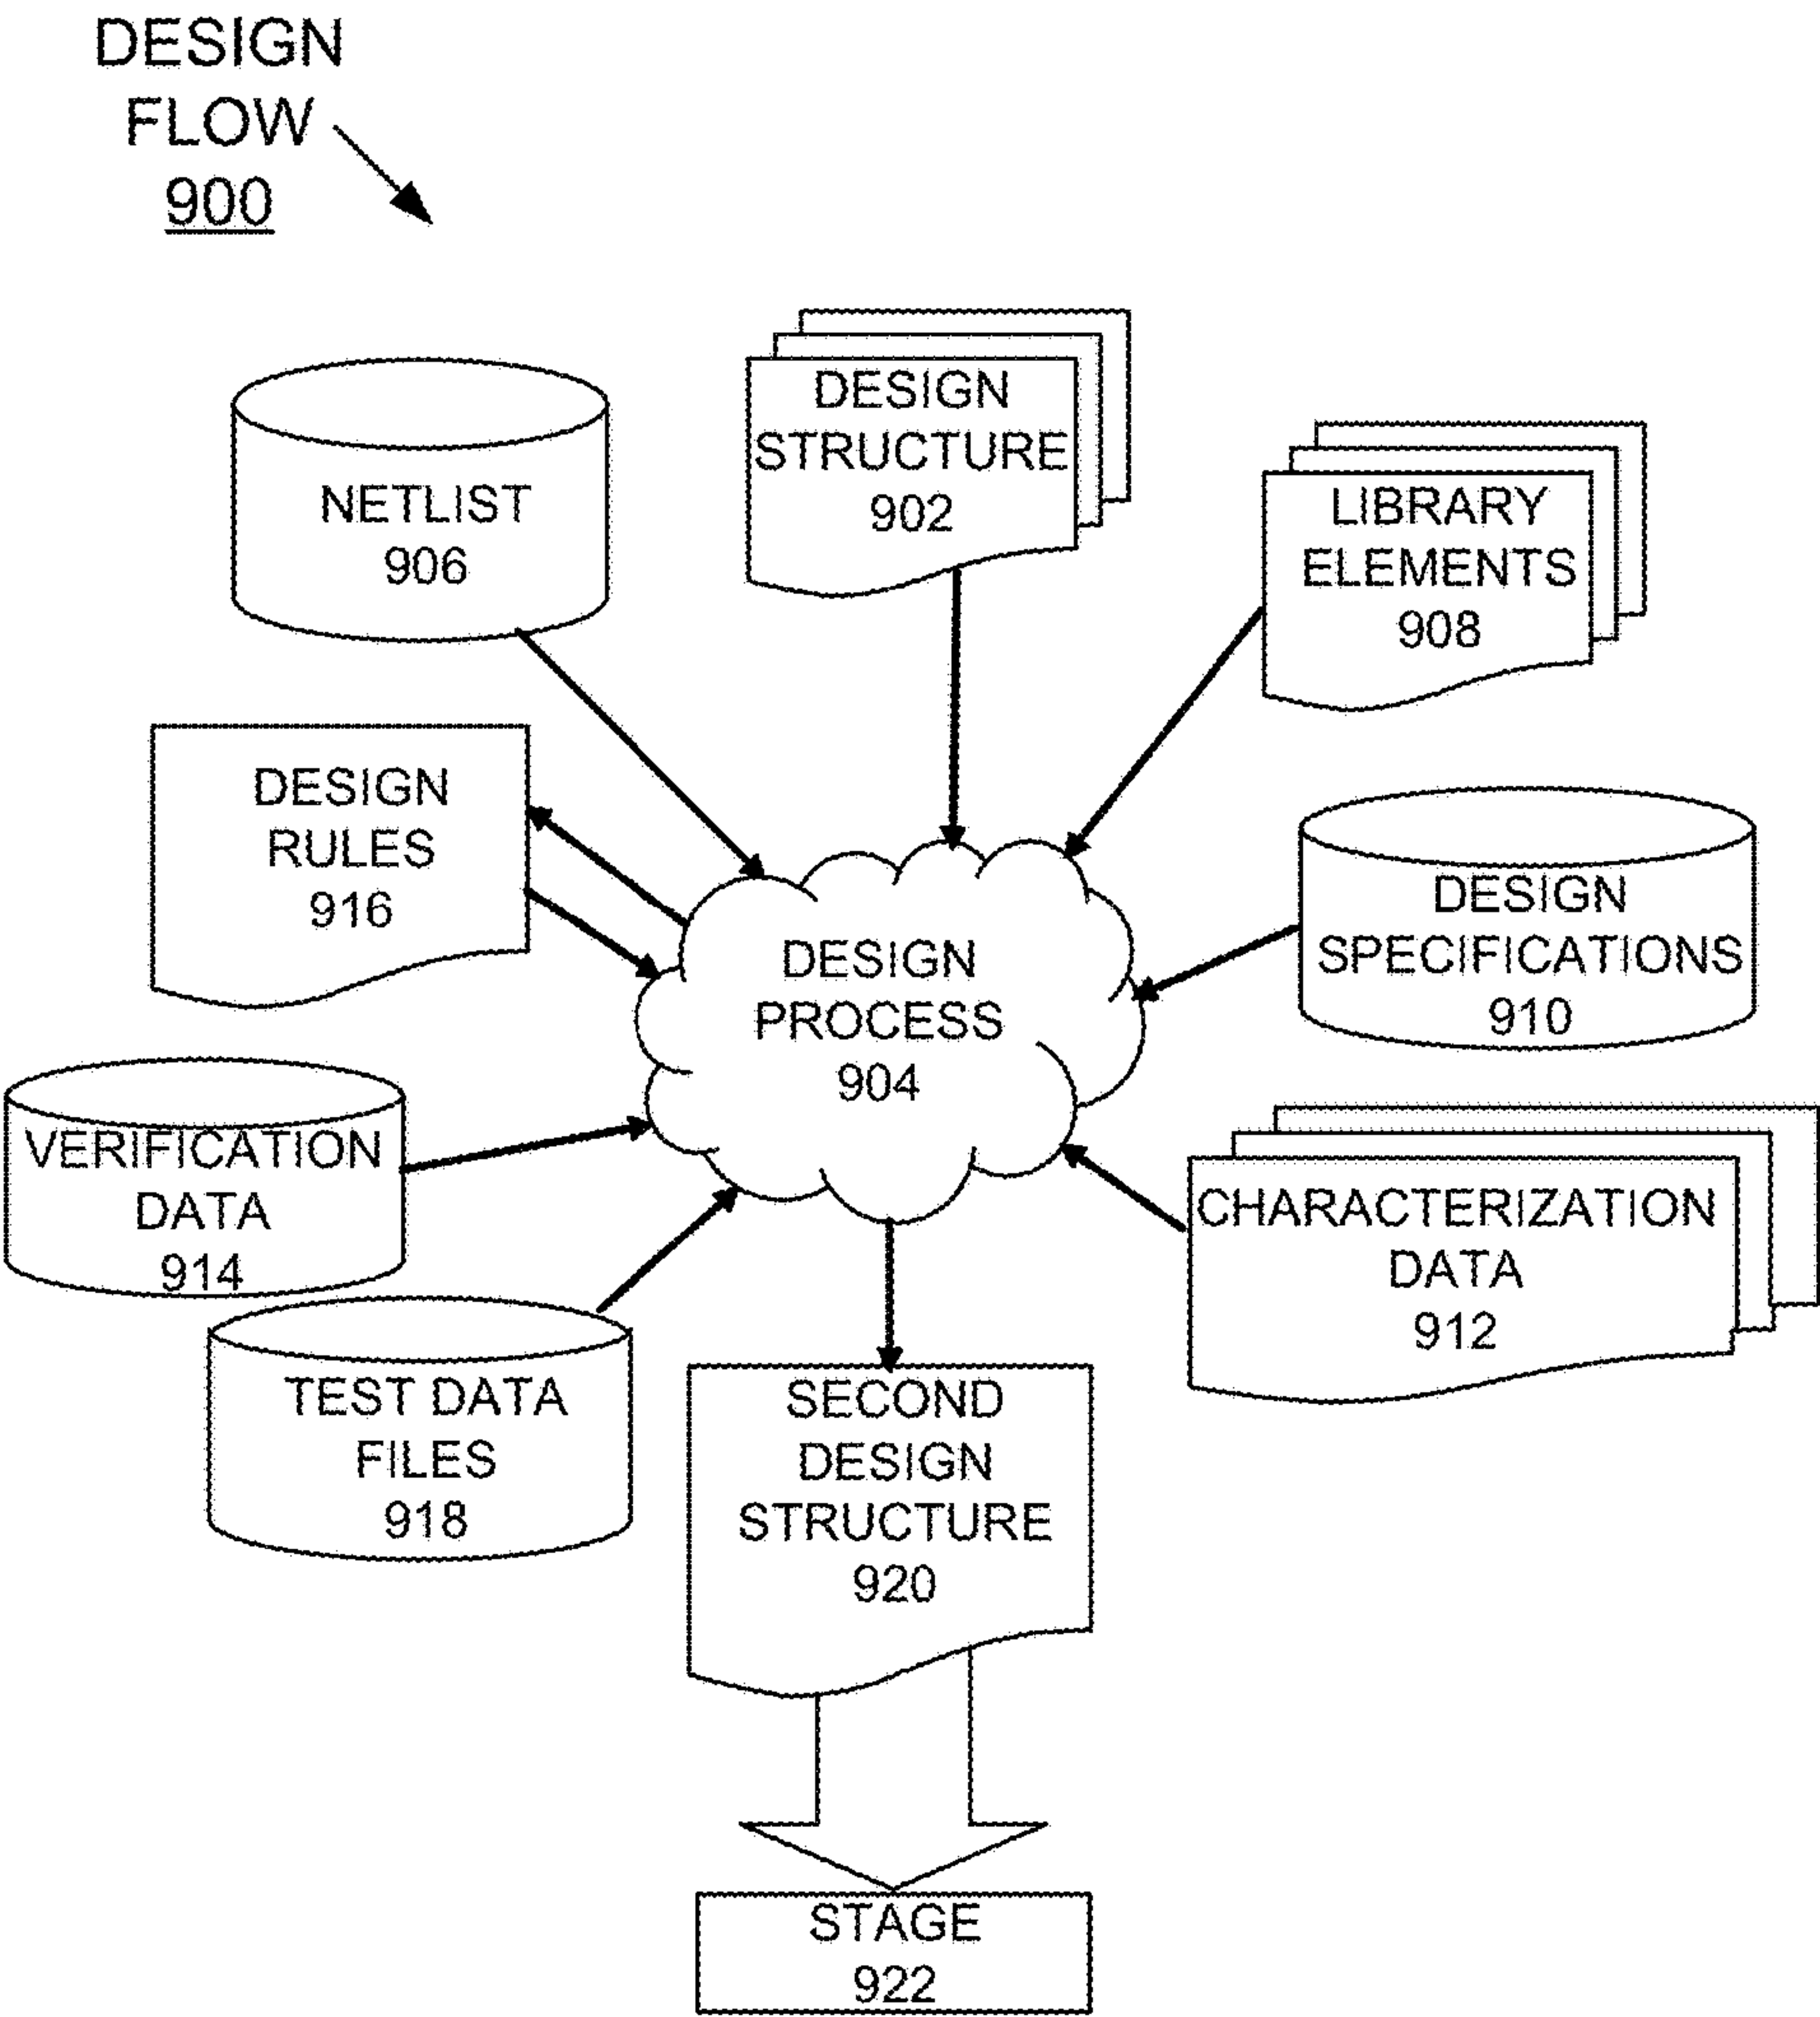 DESIGN
FLOW
900
DESIGN
STRUCTURE
902
NETLIST
906
LIBRARY
ELEMENTS
908
DESIGN
RULES
916
DESIGN
SPECIFICATIONS
910
DESIGN
PROCESS
904
VERIFICATION
DATA
914
CHARACTERIZATION
DATA
912
TEST DATA
FILES
918
SECOND
DESIGN
STRUCTURE
920
STAGE
922